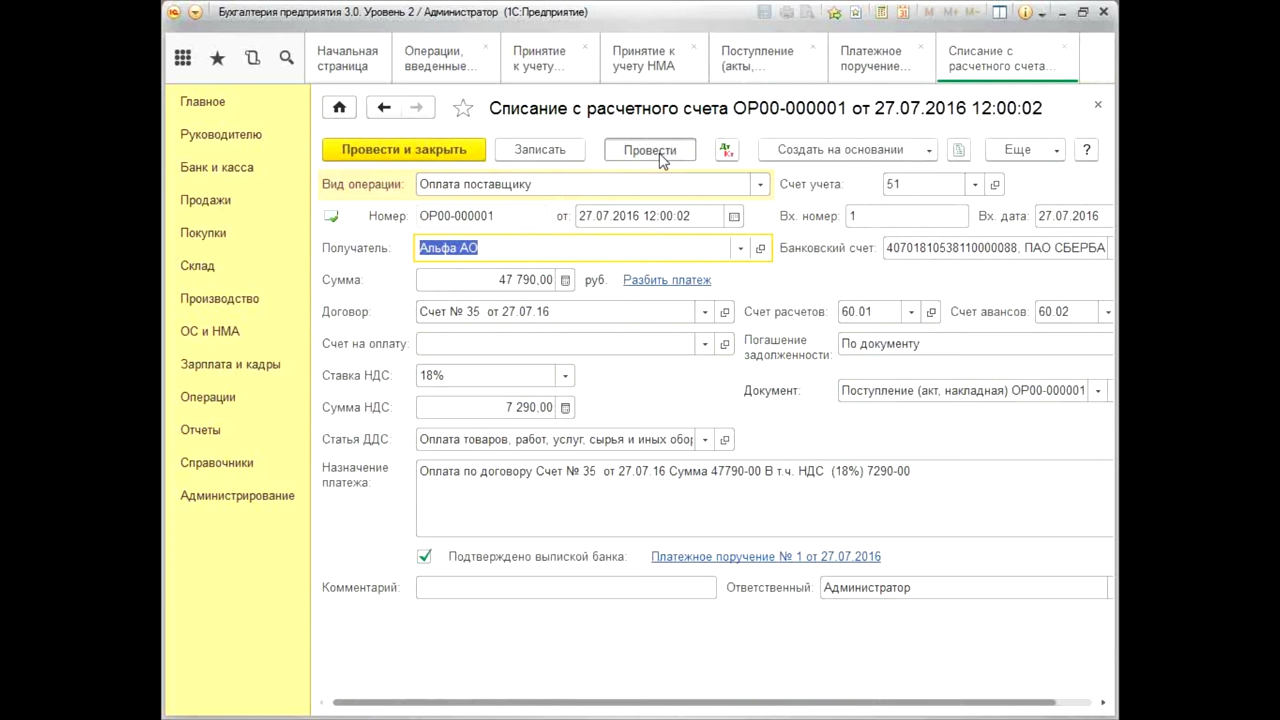 Бухгалтерия предприятия 3.0. Уровень 2 / Администратор (1С:Предприятие)
M M+ M-
Начальная страница
Операции, введенные...
Принятие к учету...
Принятие к учету НМА
Поступление (акты,...
Платежное поручение...
Списание с расчетного счета...
Главное
Руководителю
Банк и касса
Продажи
Покупки
Склад
Производство
ОС и НМА
Зарплата и кадры
Операции
Отчеты
Справочники
Администрирование
Списание с расчетного счета ОР00-000001 от 27.07.2016 12:00:02
Провести и закрыть Записать Провести Дт Кт Создать на основании Еще ?
Вид операции: Оплата поставщику Счет учета: 51
Номер: ОР00-000001 от: 27.07.2016 12:00:02 Вх. номер: 1 Вх. дата: 27.07.2016
Получатель: Альфа АО Банковский счет: 40701810538110000088, ПАО СБЕРБА
Сумма: 47 790,00 руб. Разбить платеж
Договор: Счет № 35 от 27.07.16 Счет расчетов: 60.01 Счет авансов: 60.02
Счет на оплату: Погашение задолженности: По документу
Ставка НДС: 18%
Документ: Поступление (акт, накладная) ОР00-000001
Сумма НДС: 7 290,00
Статья ДДС: Оплата товаров, работ, услуг, сырья и иных обор
Назначение платежа: Оплата по договору Счет № 35 от 27.07.16 Сумма 47790-00 В т.ч. НДС (18%) 7290-00
Подтверждено выпиской банка: Платежное поручение № 1 от 27.07.2016
Комментарий: Ответственный: Администратор